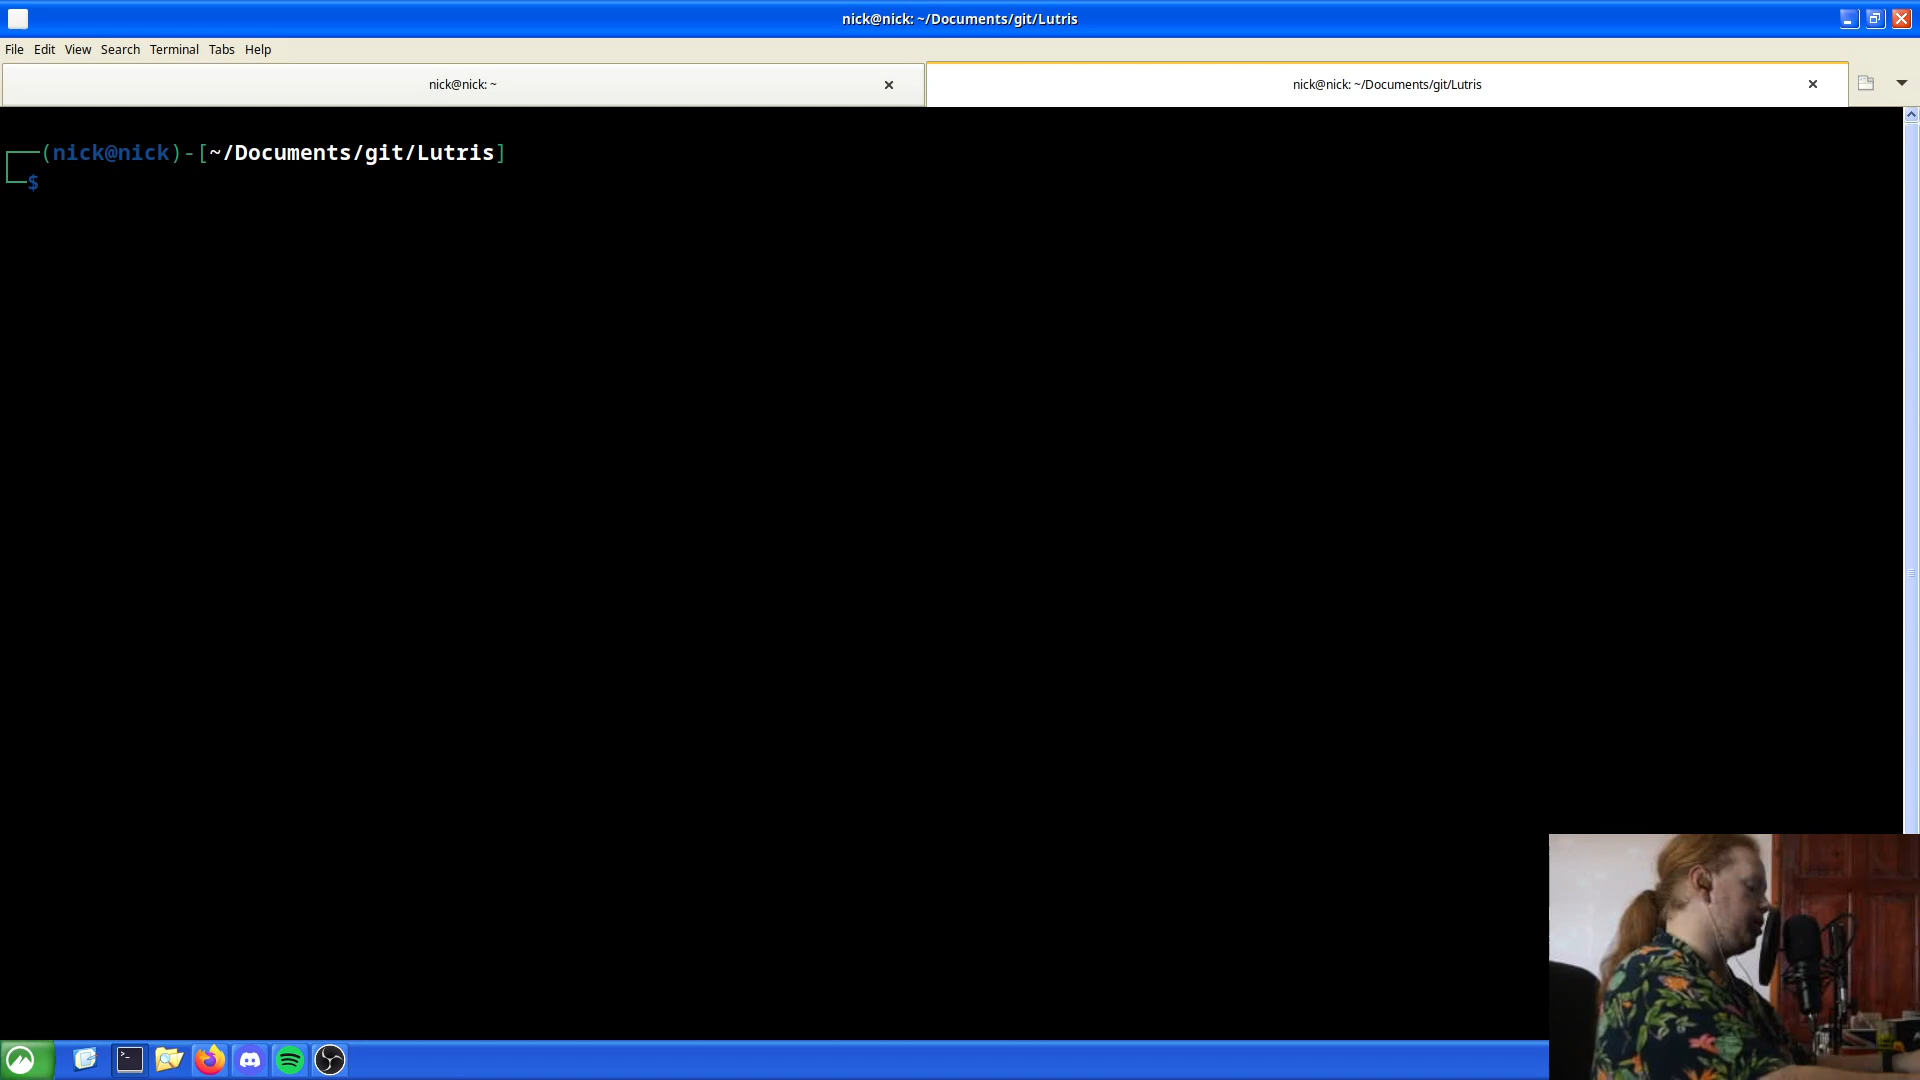 nick@nick: ~/Documents/git/Lutris
File Edit View Search Terminal Tabs Help
nick@nick: ~
nick@nick: ~/Documents/git/Lutris
(nick@nick)-[~/Documents/git/Lutris]
$